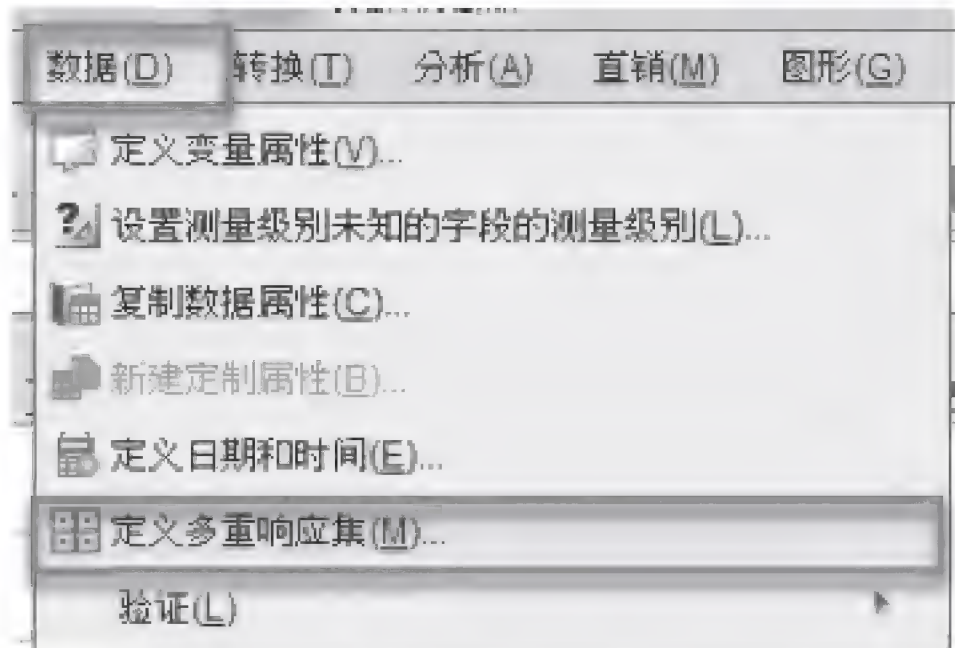 数据(D) 转换(T) 分析(A) 直销(M) 图形(G)
定义变量属性(V)...
设置测量级别未知的字段的测量级别(L)...
复制数据属性(C)...
新建定制属性(B)...
定义日期和时间(E)...
定义多重响应集(M)...
验证(L)